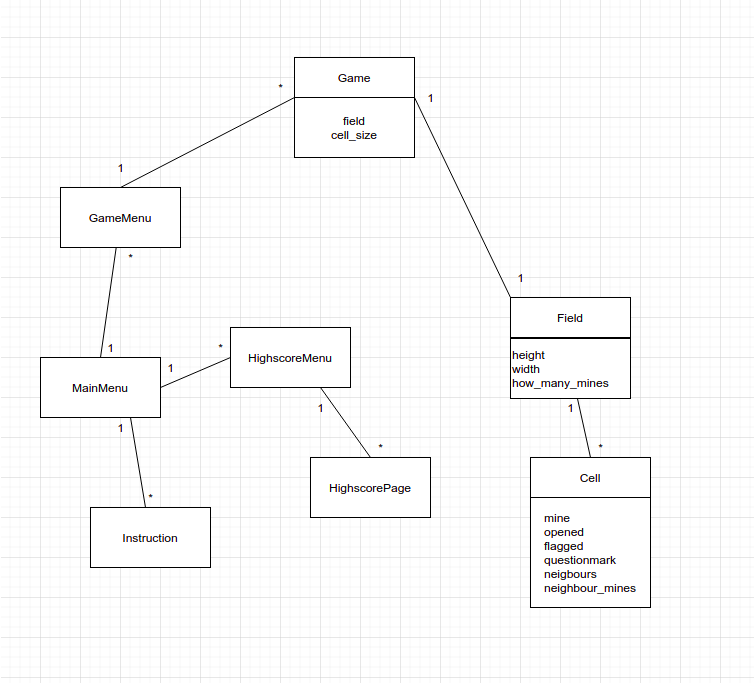 Game
*
1
field
cell_size
1
GameMenu
*
1
Field
1
HighscoreMenu
*
height
width
how_many_mines
1
MainMenu
1
1
1
*
*
HighscorePage
Cell
*
Instruction
mine
opened
flagged
questionmark
neigbours
neighbour_mines